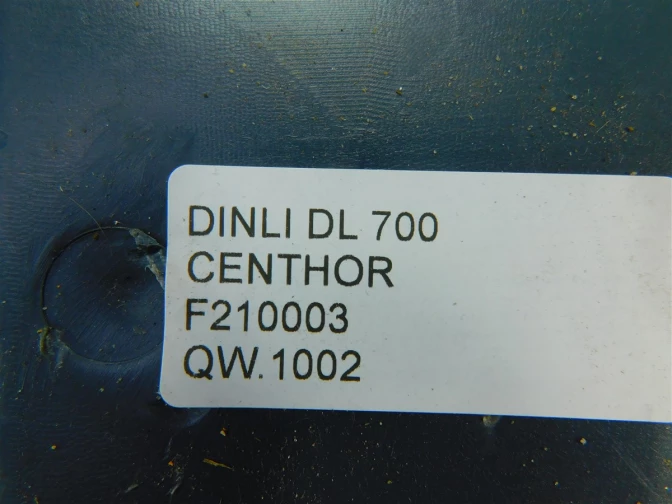 DINLI DL 700
CENTHOR
F210003
QW.1002